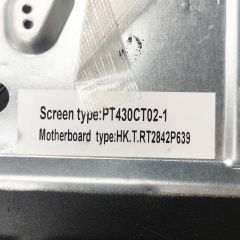 Screen type:PT430CT02-1
Motherboard type:HK.T.RT2842P639